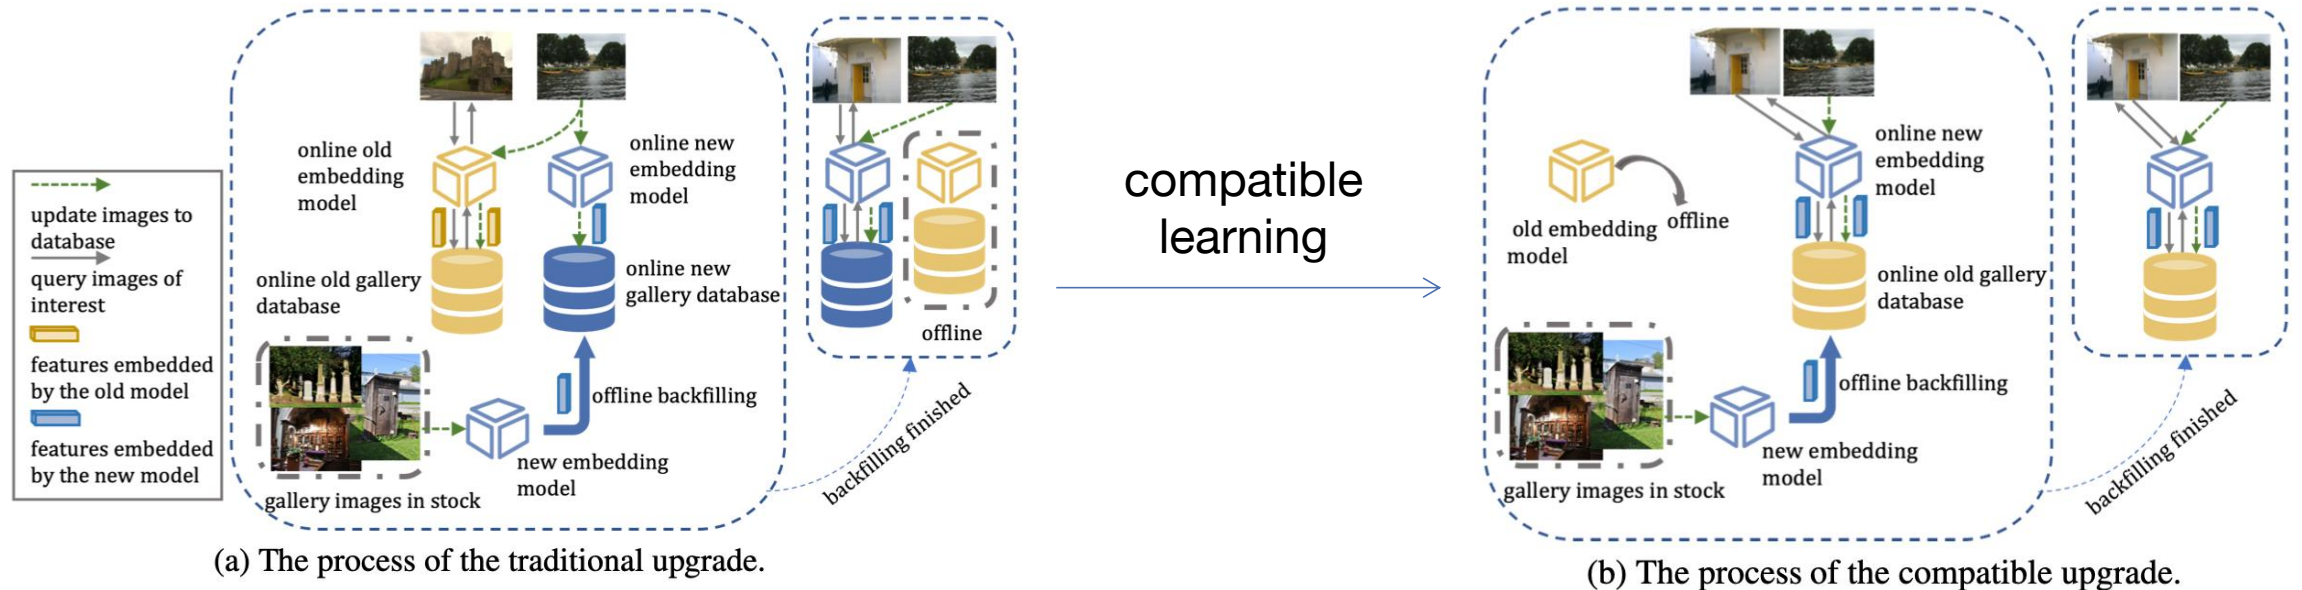 update images to
database
query images of
interest
features embedded
by the old model
features embedded
by the new model
online old
embedding
model
online new
embedding
model
online old gallery
database
online new
gallery database
offline backfilling
new embedding
model
gallery images in stock
offline
backfilling finished
(a) The process of the traditional upgrade.
compatible
learning
old embedding
model
offline
online new
embedding
model
online old gallery
database
offline backfilling
new embedding
model
gallery images in stock
backfilling finished
(b) The process of the compatible upgrade.